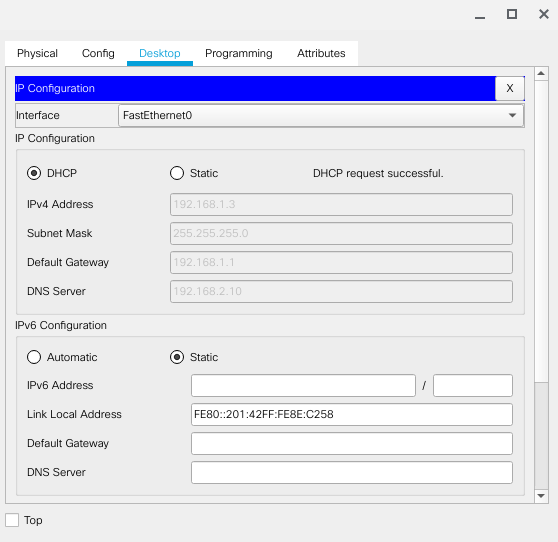 Physical Config Desktop Programming Attributes
IP Configuration X
Interface FastEthernet0
IP Configuration
DHCP Static DHCP request successful.
IPv4 Address 192.168.1.3
Subnet Mask 255.255.255.0
Default Gateway 192.168.1.1
DNS Server 192.168.2.10
IPv6 Configuration
Automatic Static
IPv6 Address /
Link Local Address FE80::201:42FF:FE8E:C258
Default Gateway
DNS Server
Top